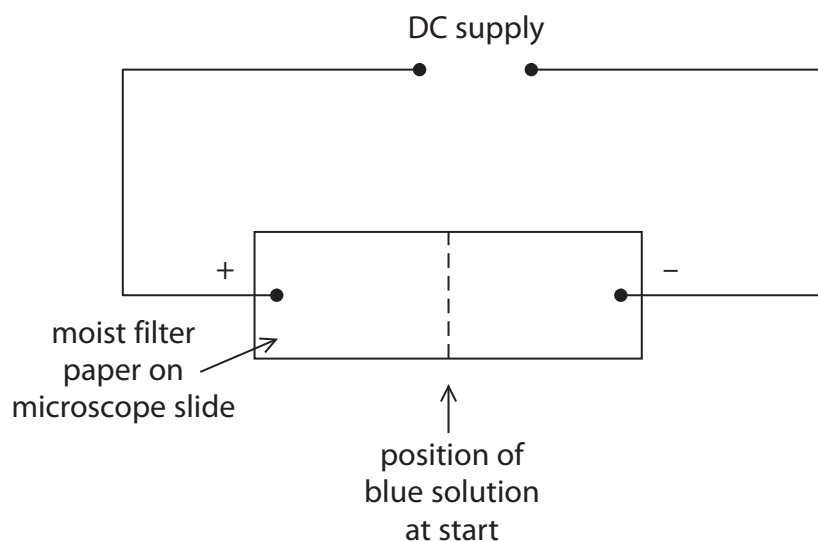 DC supply
+
–
moist filter
paper on
microscope slide
position of
blue solution
at start